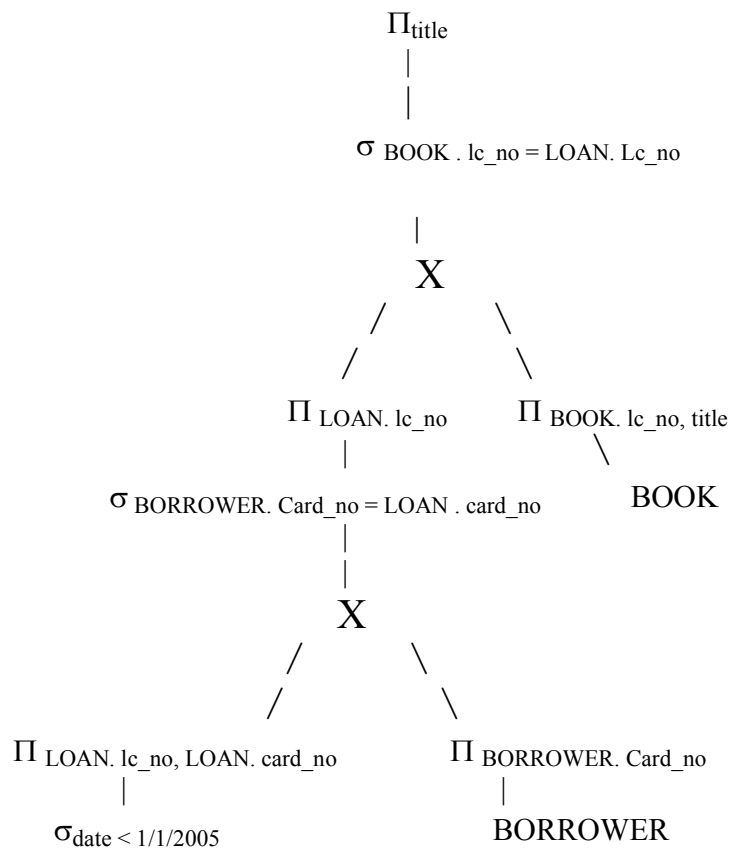 Π title
σ BOOK . lc_no = LOAN. Lc_no
X
Π LOAN. lc_no Π BOOK. lc_no, title
σ BORROWER. Card_no = LOAN . card_no BOOK
X
Π LOAN. lc_no, LOAN. card_no Π BORROWER. Card_no
σ date < 1/1/2005 BORROWER